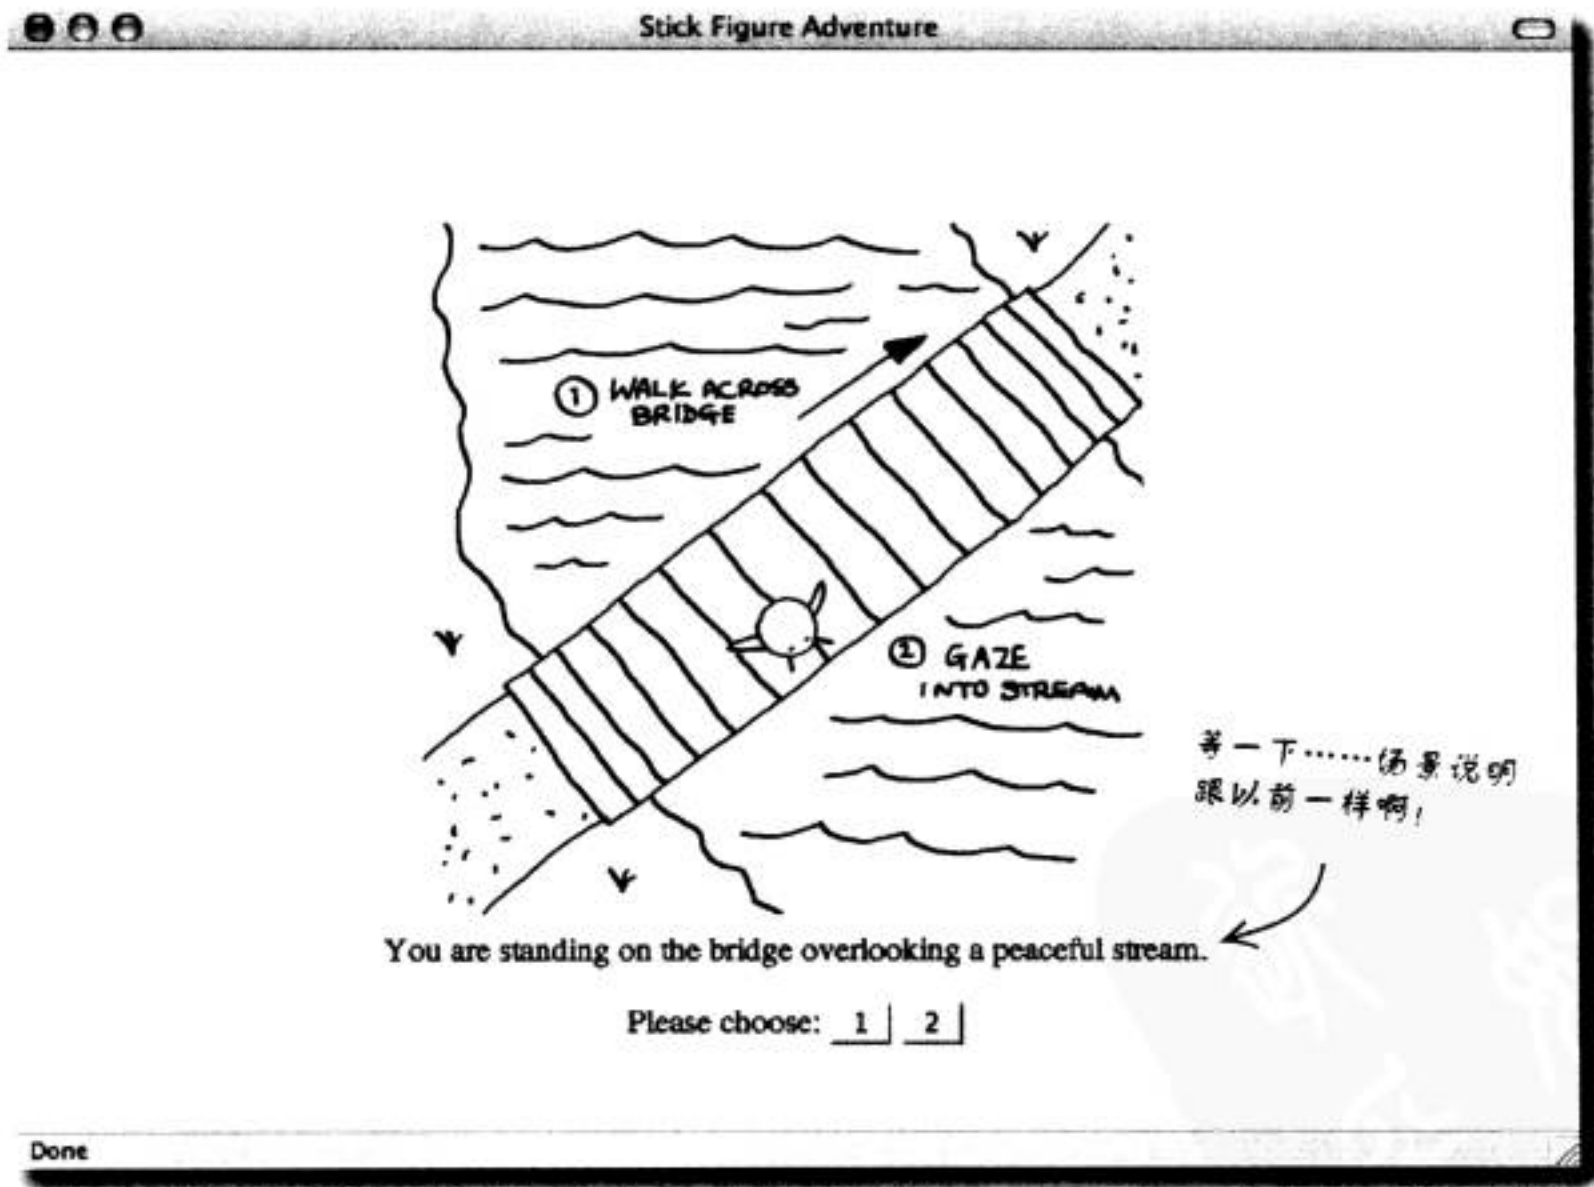 Stick Figure Adventure
① WALK ACROSS
BRIDGE
② GAZE
INTO STREAM
等一下……场景说明
跟以前一样啊!
You are standing on the bridge overlooking a peaceful stream.
Please choose: 1 2
Done